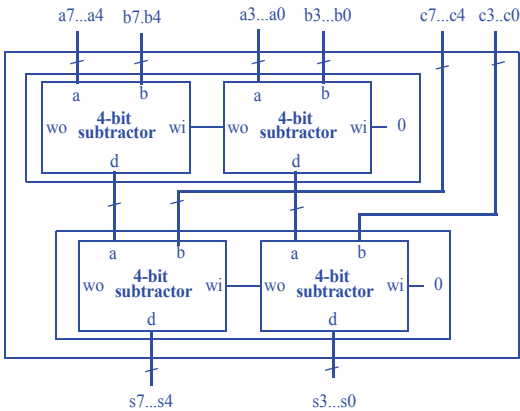 a7...a4 b7.b4 a3...a0 b3...b0 c7...c4 c3..c0
a b a b
4-bit 4-bit
wo subtractor wi wo subtractor wi 0
d d
a b a b
4-bit 4-bit
wo subtractor wi wo subtractor wi 0
d d
s7...s4 s3...s0